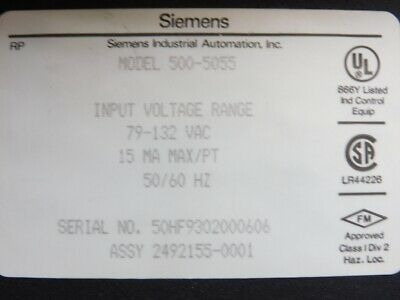 Siemens
RP Siemens Industrial Automation, Inc.
MODEL 500-5055
INPUT VOLTAGE RANGE
79-132 VAC
15 MA MAX/PT
50/60 HZ
SERIAL NO. 50HF9302000606
ASSY 2492155-0001
UL
866Y Listed
Ind Control
Equip
SA
LR44226
FM
Approved
Class I Div 2
Haz. Loc.